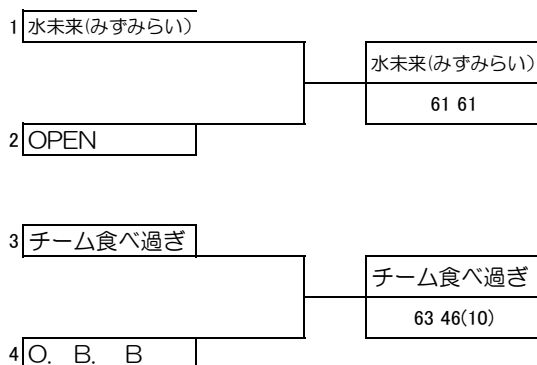 1 水未来(みずみらい)
水未来(みずみらい)
61 61
2 OPEN
3 チーム食べ過ぎ
チーム食べ過ぎ
63 46(10)
4 O. B. B